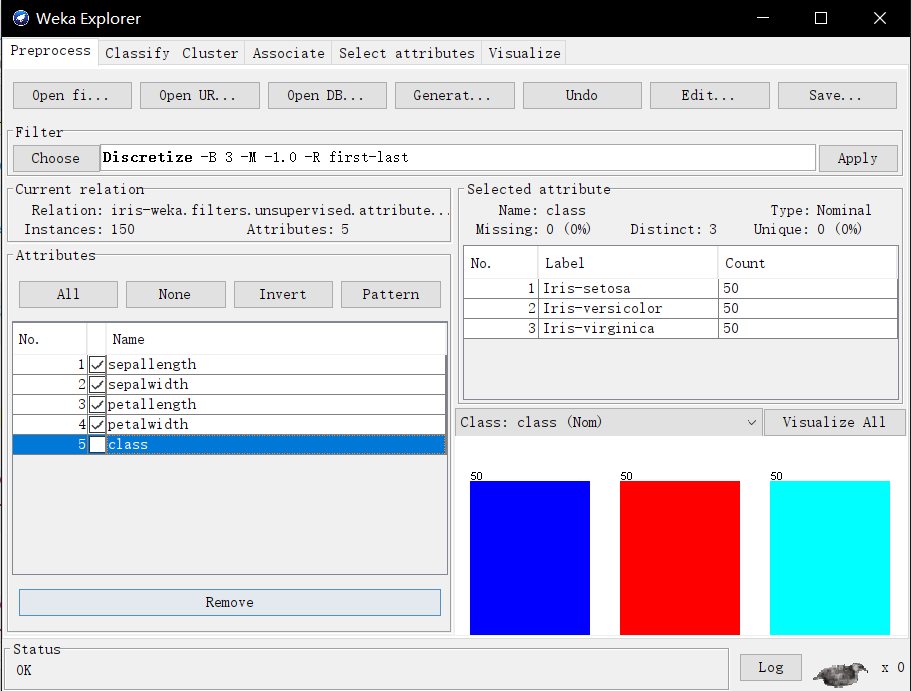 Weka Explorer
Preprocess Classify Cluster Associate Select attributes Visualize
Open fi... Open UR... Open DB... Generat... Undo Edit... Save...
Filter
Choose Discretize -B 3 -M -1.0 -R first-last Apply
Current relation
Relation: iris-weka.filters.unsupervised.attribute...
Instances: 150 Attributes: 5
Selected attribute
Name: class Type: Nominal
Missing: 0 (0%) Distinct: 3 Unique: 0 (0%)
Attributes
All None Invert Pattern
No. Name
1 sepallength
2 sepalwidth
3 petallength
4 petalwidth
5 class
Remove
No. Label Count
1 Iris-setosa 50
2 Iris-versicolor 50
3 Iris-virginica 50
Class: class (Nom) Visualize All
50 50 50
Status
OK
Log x 0